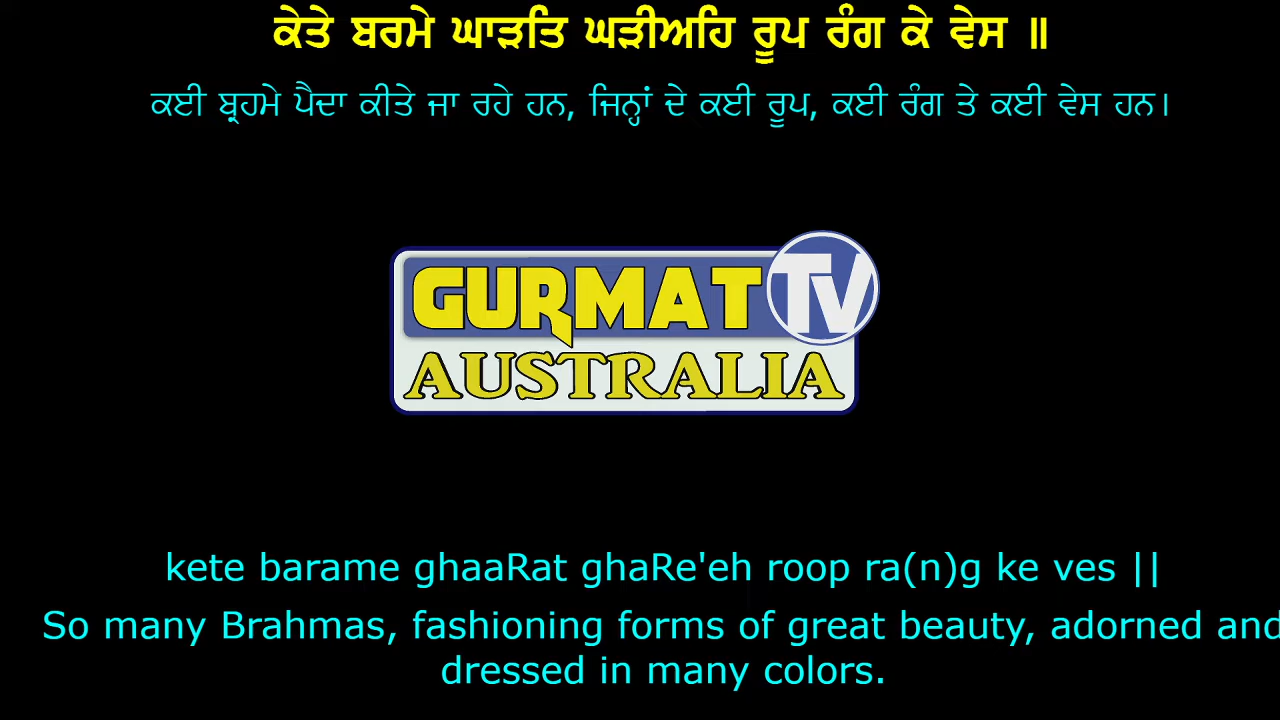 ਕੇਤੇ ਬਰਮੇ ਘਾੜਤਿ ਘੜੀਅਹਿ ਰੂਪ ਰੰਗ ਕੇ ਵੇਸ ॥
ਕਈ ਬ੍ਰਹਮੇ ਪੈਦਾ ਕੀਤੇ ਜਾ ਰਹੇ ਹਨ, ਜਿਨ੍ਹਾਂ ਦੇ ਕਈ ਰੂਪ, ਕਈ ਰੰਗ ਤੇ ਕਈ ਵੇਸ ਹਨ।
GURMAT TV
AUSTRALIA
kete barame ghaaRat ghaRe'eh roop ra(n)g ke ves ||
So many Brahmas, fashioning forms of great beauty, adorned and
dressed in many colors.